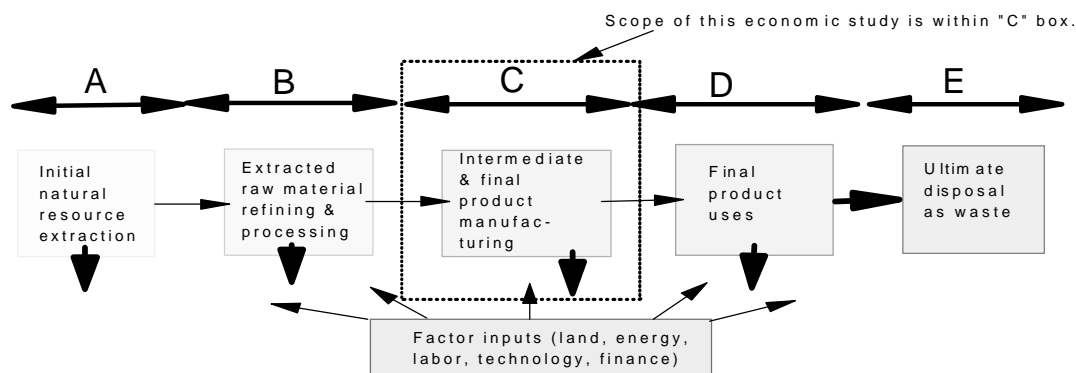 Scope of this economic study is within "C" box.
A
B
C
D
E
Initial
natural
resource
extraction
Extracted
raw material
refining &
processing
Intermediate
& final
product
manufac-
turing
Final
product
uses
Ultimate
disposal
as waste
Factor inputs (land, energy,
labor, technology, finance)